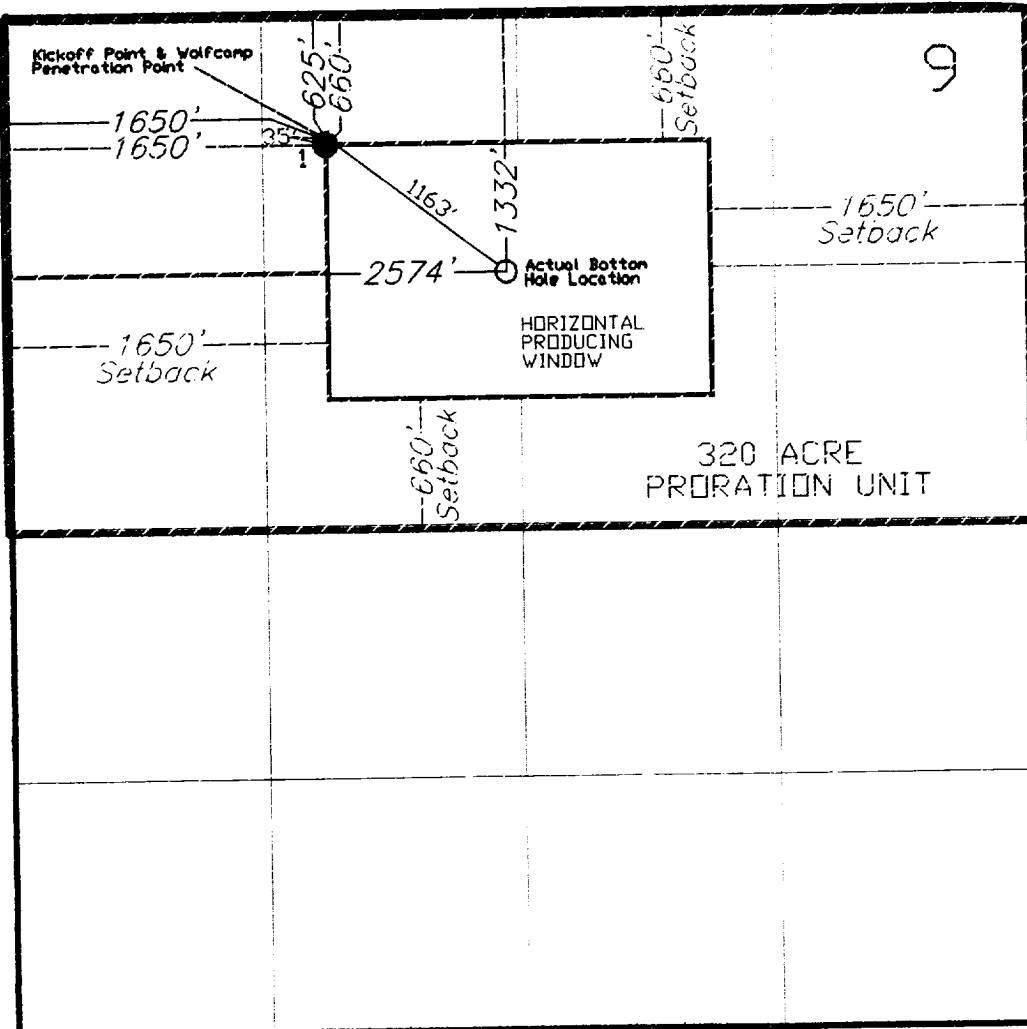 Kickoff Point & Wolfcamp
Penetration Point
625'
660'
660'
Setback
9
1650'
1650'
35'
1
1163'
1332'
1650'
Setback
2574'
Actual Bottom
Hole Location
HORIZONTAL
PRODUCING
WINDOW
1650'
Setback
660'
Setback
320 ACRE
PRORATION UNIT